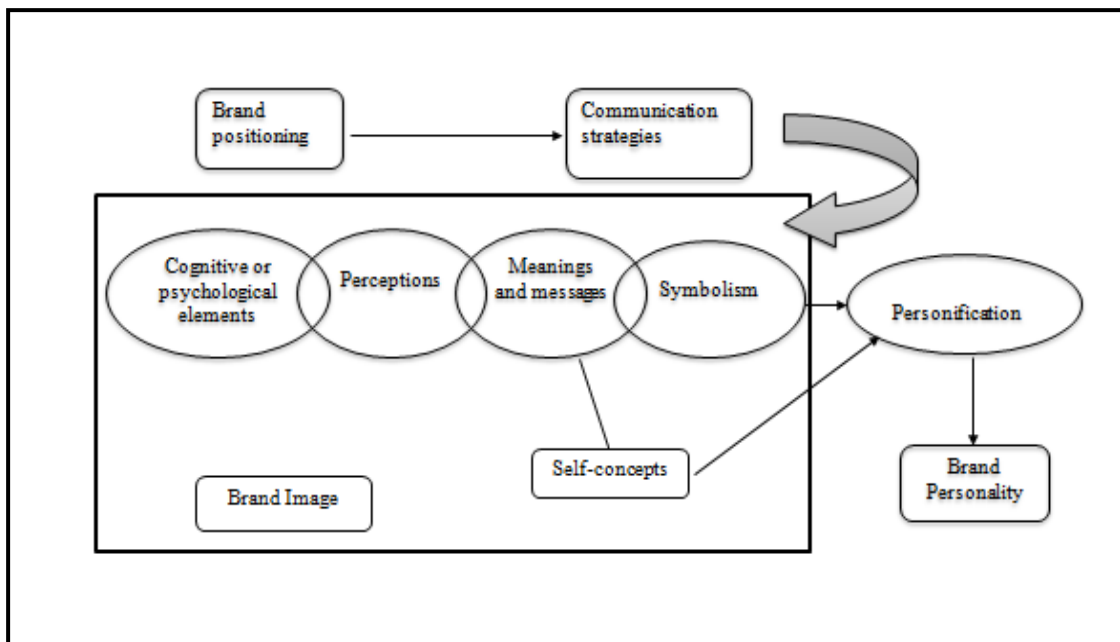 Brand
positioning
Communication
strategies
Cognitive or
psychological
elements
Perceptions
Meanings
and messages
Symbolism
Personification
Self-concepts
Brand Image
Brand
Personality